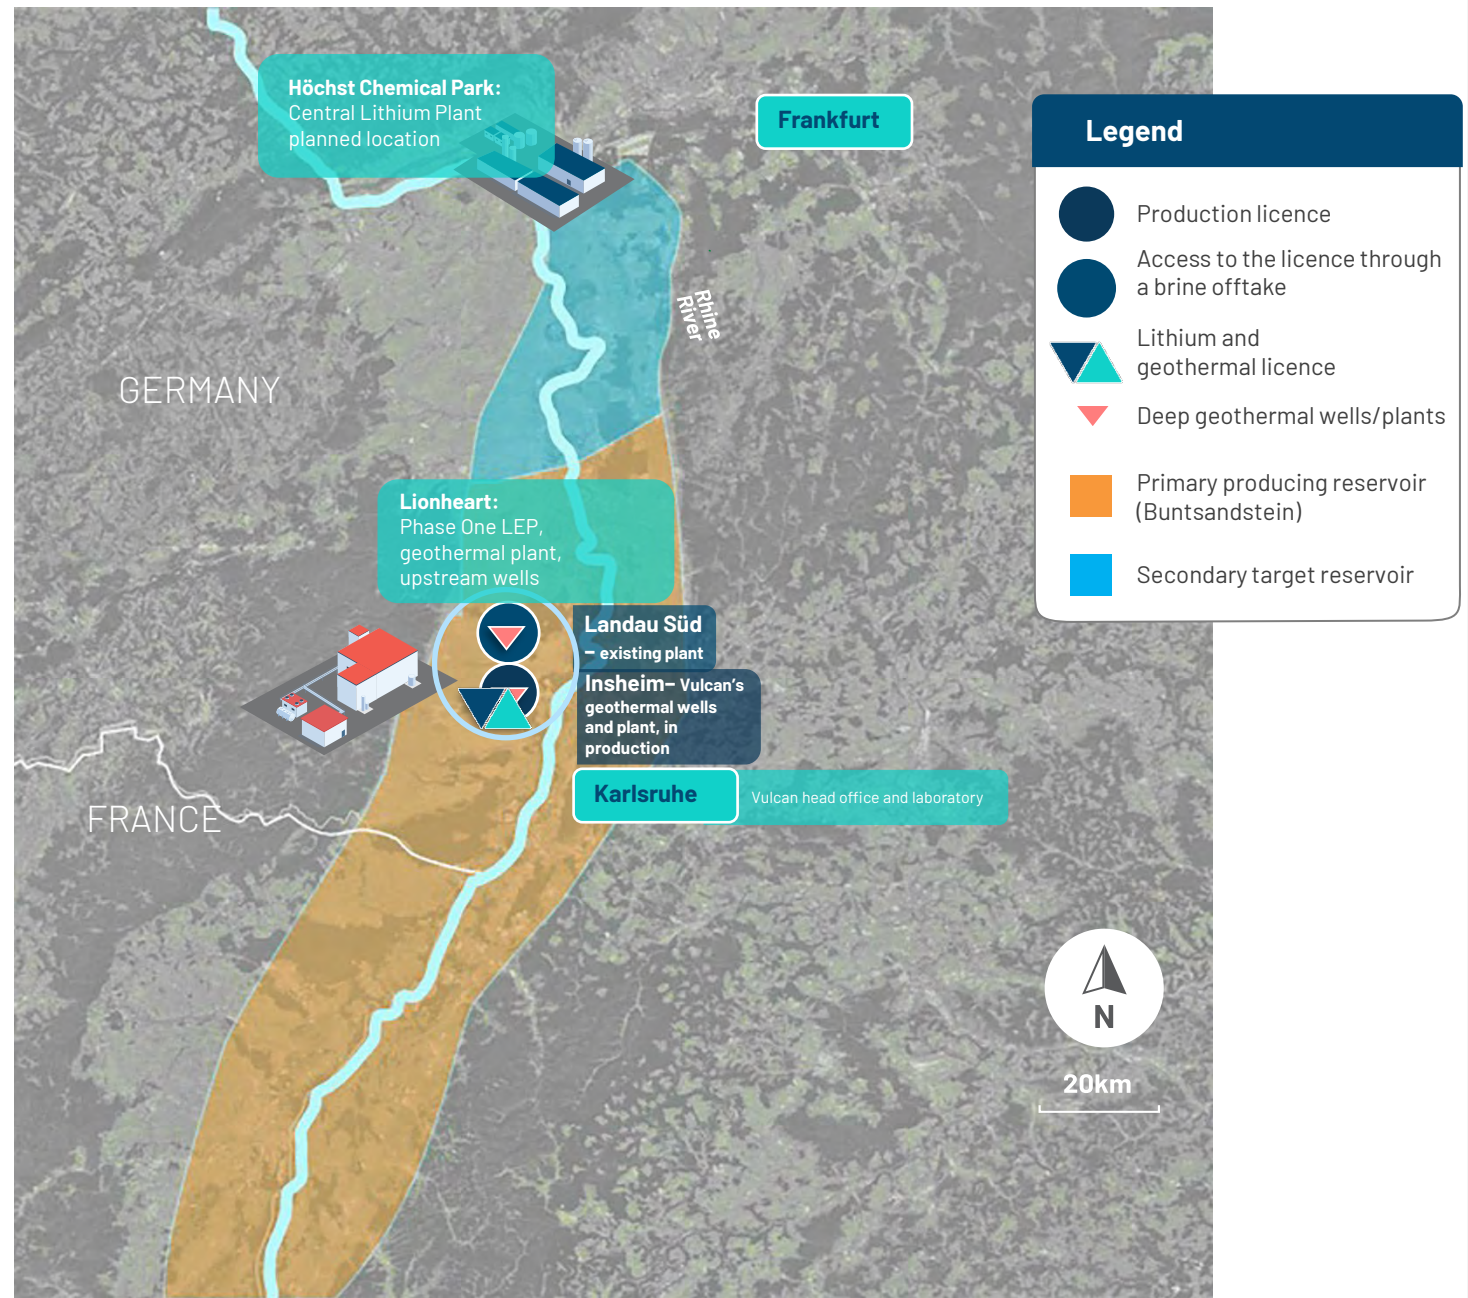 Höchst Chemical Park:
Central Lithium Plant
planned location
Frankfurt
Legend
Production licence
Access to the licence through
a brine offtake
Lithium and
geothermal licence
Deep geothermal wells/plants
Primary producing reservoir
(Buntsandstein)
Secondary target reservoir
Rhine
River
GERMANY
Lionheart:
Phase One LEP,
geothermal plant,
upstream wells
Landau Süd
– existing plant
Insheim– Vulcan's
geothermal wells
and plant, in
production
Karlsruhe
Vulcan head office and laboratory
FRANCE
N
20km